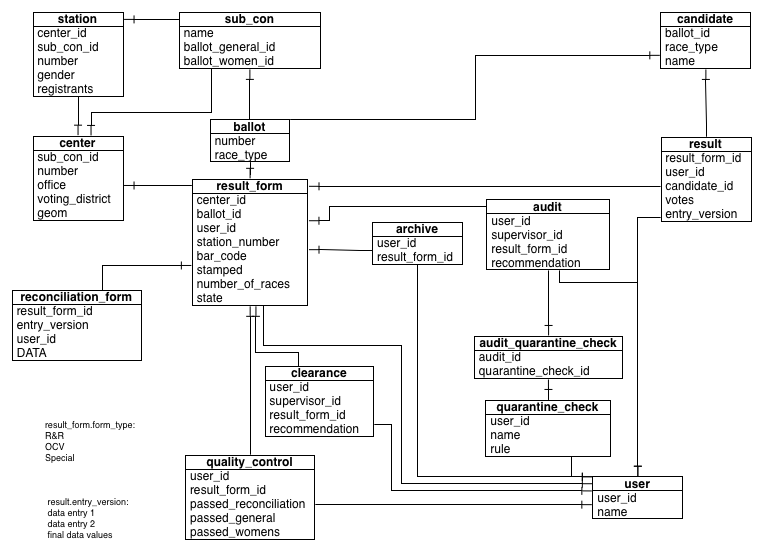 station
center_id
sub_con_id
number
gender
registrants
sub_con
name
ballot_general_id
ballot_women_id
candidate
ballot_id
race_type
name
center
sub_con_id
number
office
voting_district
geom
ballot
number
race_type
result
result_form_id
user_id
candidate_id
votes
entry_version
result_form
center_id
ballot_id
user_id
station_number
bar_code
stamped
number_of_races
state
archive
user_id
result_form_id
audit
user_id
supervisor_id
result_form_id
recommendation
reconciliation_form
result_form_id
entry_version
user_id
DATA
clearance
user_id
supervisor_id
result_form_id
recommendation
audit_quarantine_check
audit_id
quarantine_check_id
quarantine_check
user_id
name
rule
result_form.form_type:
R&R
OCV
Special
quality_control
user_id
result_form_id
passed_reconciliation
passed_general
passed_womens
user
user_id
name
result.entry_version:
data entry 1
data entry 2
final data values